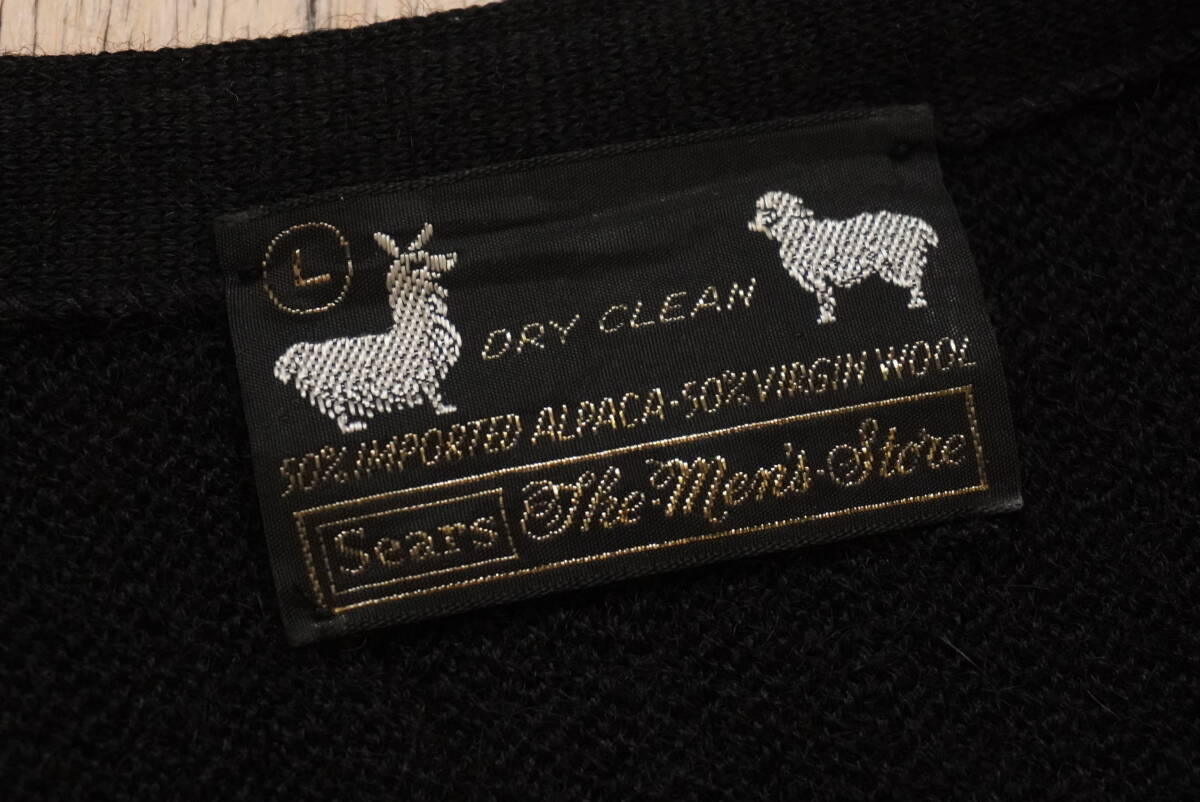 L
DRY CLEAN
50% IMPORTED ALPACA-50% VIRGIN WOOL
Sears The-Men's-Store